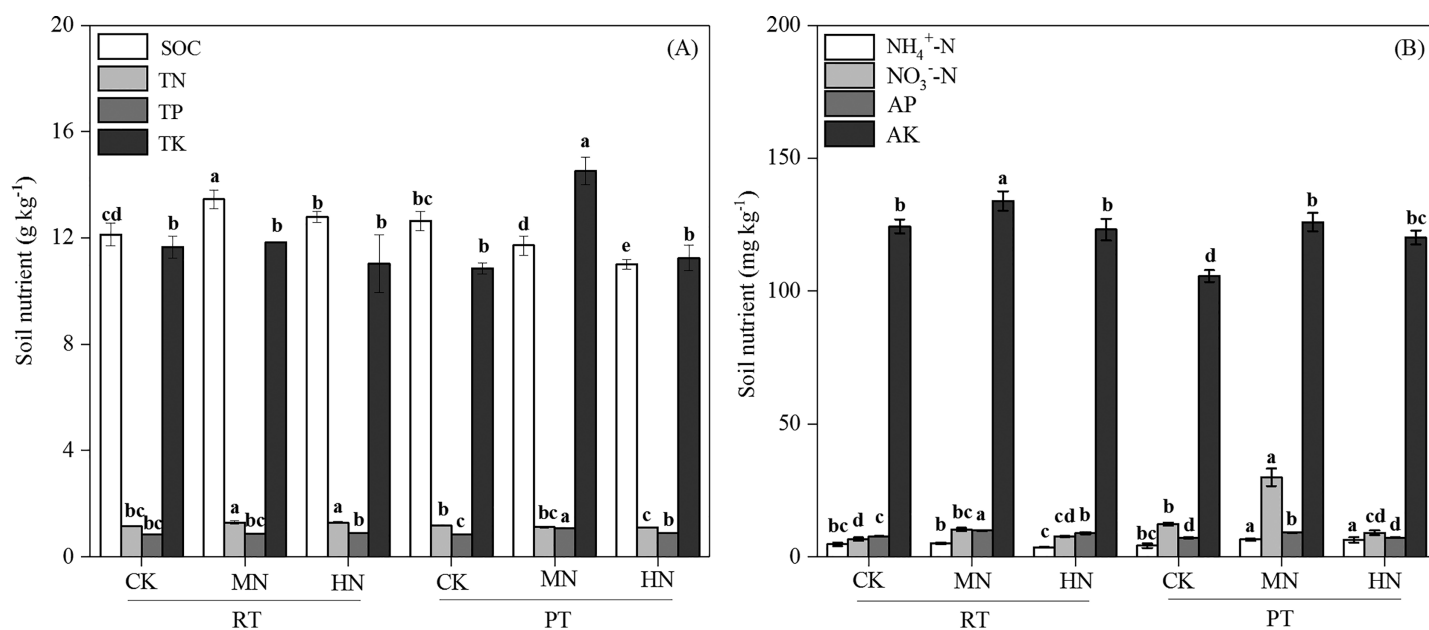 20
16
12
8
4
0
Soil nutrient (g kg⁻¹)
SOC
TN
TP
TK
(A)
cd bc bc b
a a bc b
b a b b
bc b c b
d bc a a
e c b b
CK MN HN CK MN HN
RT PT
200
150
100
50
0
Soil nutrient (mg kg⁻¹)
NH₄⁺-N
NO₃⁻-N
AP
AK
(B)
bc d c b
b bc a a
c cd b b
bc b d d
a a b b
a cd d bc
CK MN HN CK MN HN
RT PT